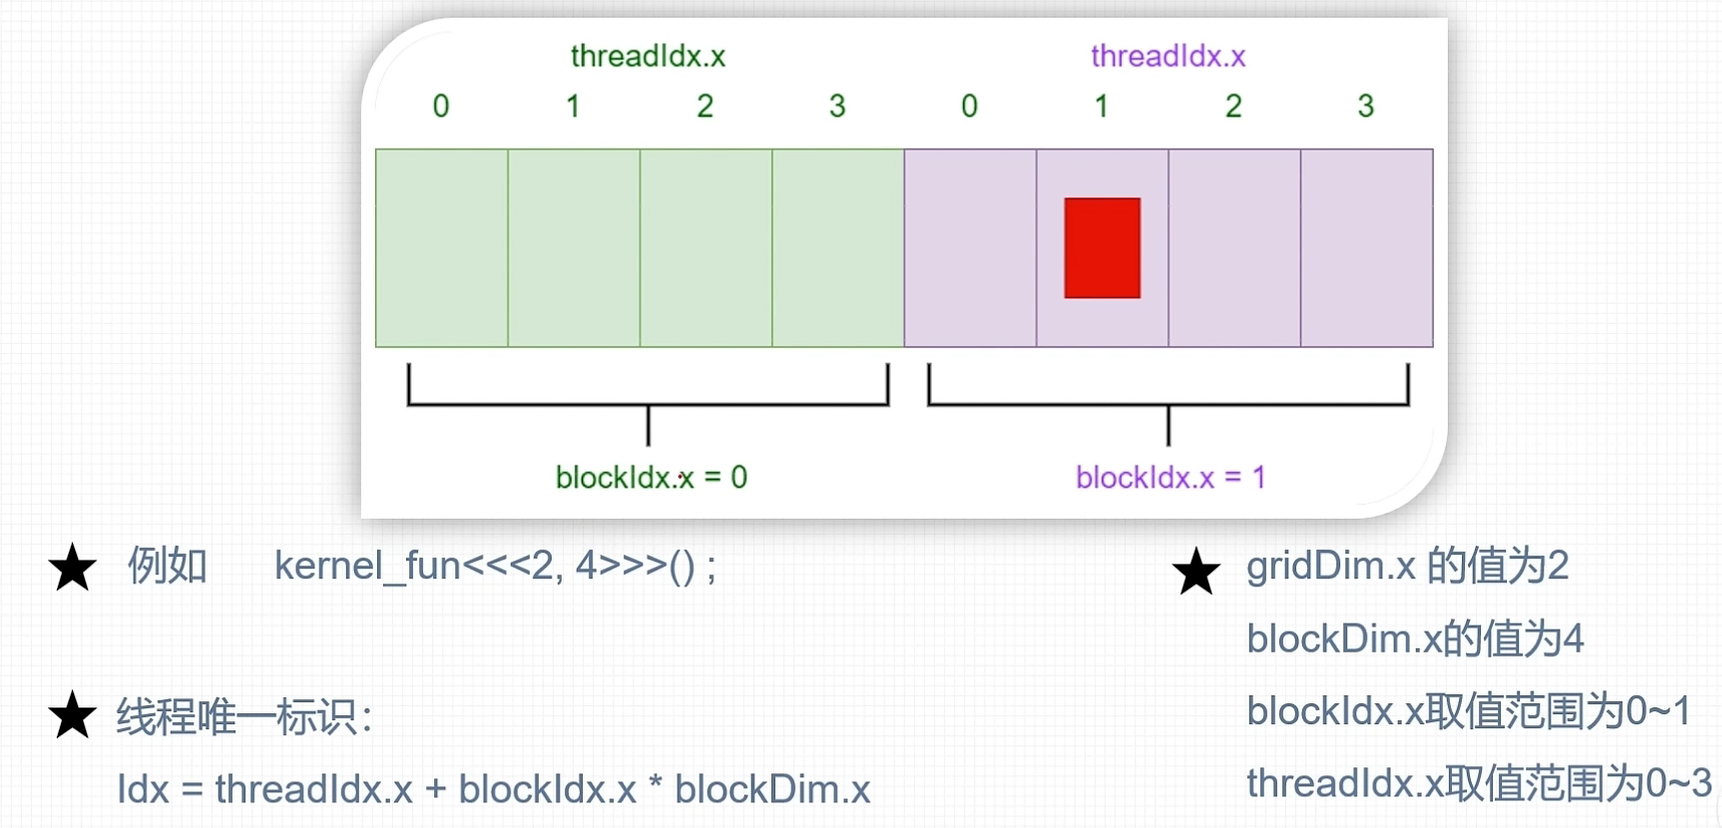 threadIdx.x threadIdx.x
0 1 2 3 0 1 2 3
blockIdx.x = 0 blockIdx.x = 1
★ 例如 kernel_fun<<<2, 4>>>() ;
★ 线程唯一标识：
Idx = threadIdx.x + blockIdx.x * blockDim.x
★ gridDim.x 的值为2
blockDim.x的值为4
blockIdx.x取值范围为0~1
threadIdx.x取值范围为0~3